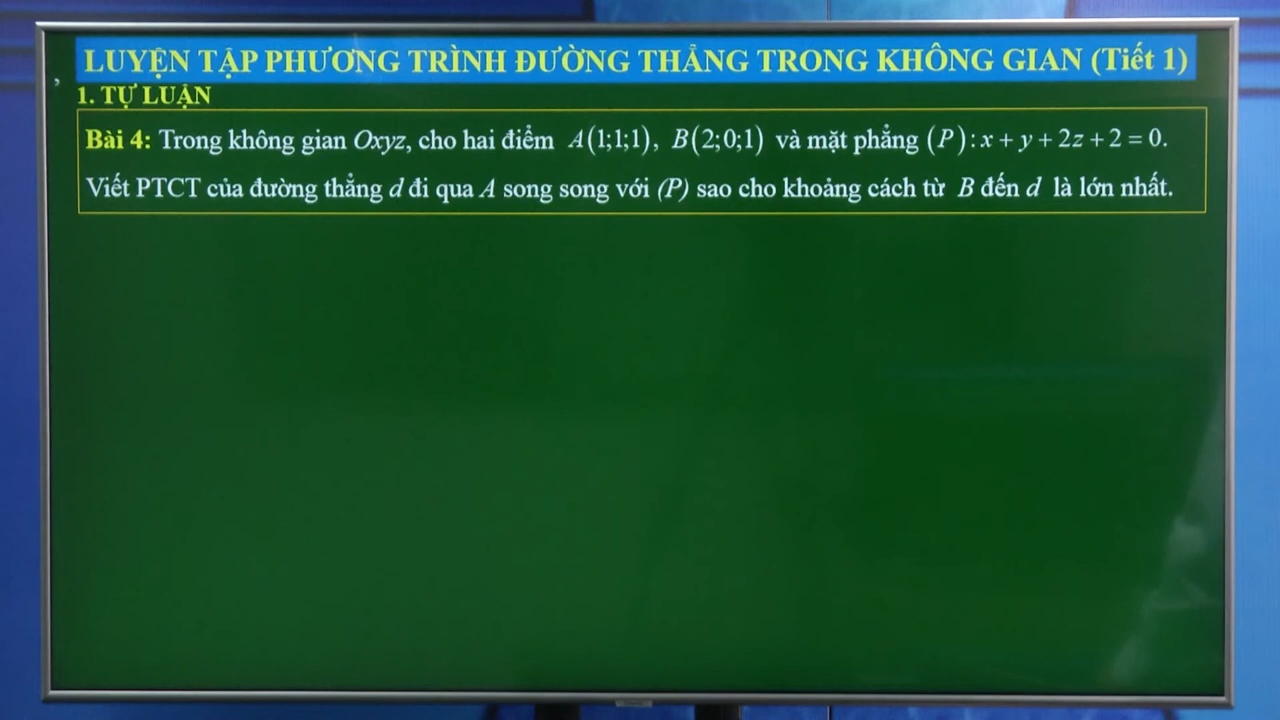 LUYỆN TẬP PHƯƠNG TRÌNH ĐƯỜNG THẲNG TRONG KHÔNG GIAN (Tiết 1)
1. TỰ LUẬN
Bài 4: Trong không gian Oxyz, cho hai điểm A(1;1;1), B(2;0;1) và mặt phẳng (P): x + y + 2z + 2 = 0.
Viết PTCT của đường thẳng d đi qua A song song với (P) sao cho khoảng cách từ B đến d là lớn nhất.